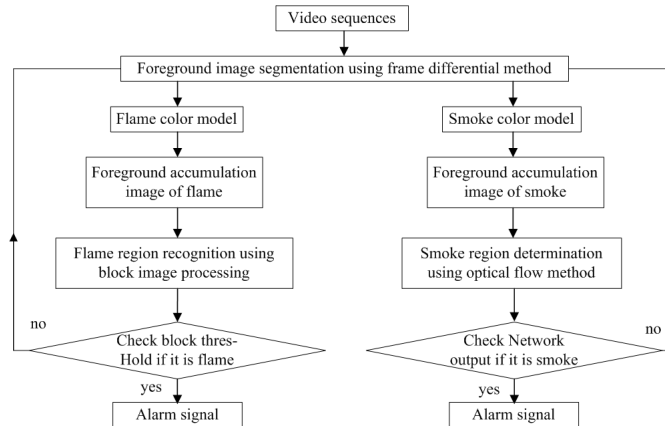 Video sequences
Foreground image segmentation using frame differential method
Flame color model
Smoke color model
Foreground accumulation
image of flame
Foreground accumulation
image of smoke
Flame region recognition using
block image processing
Smoke region determination
using optical flow method
no
Check block thres-
Hold if it is flame
Check Network
output if it is smoke
no
yes
yes
Alarm signal
Alarm signal